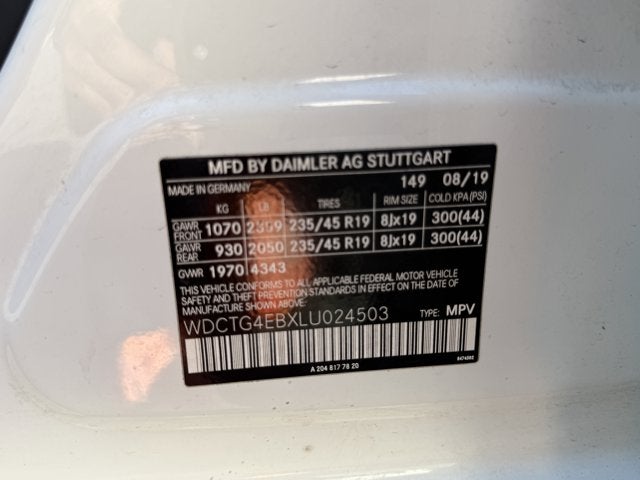 MFD BY DAIMLER AG STUTTGART
MADE IN GERMANY 149 08/19
KG LB TIRES RIM SIZE COLD KPA(PSI)
GAWR FRONT 1070 2359 235/45 R19 8Jx19 300(44)
GAWR REAR 930 2050 235/45 R19 8Jx19 300(44)
GWR 1970 4343
THIS VEHICLE CONFORMS TO ALL APPLICABLE FEDERAL MOTOR VEHICLE
SAFETY, BUMPER, AND THEFT PREVENTION STANDARDS IN EFFECT ON THE DATE OF
MANUFACTURE SHOWN ABOVE.
WDCTG4EBXLU024503 TYPE: MPV
A 204 817 78 20